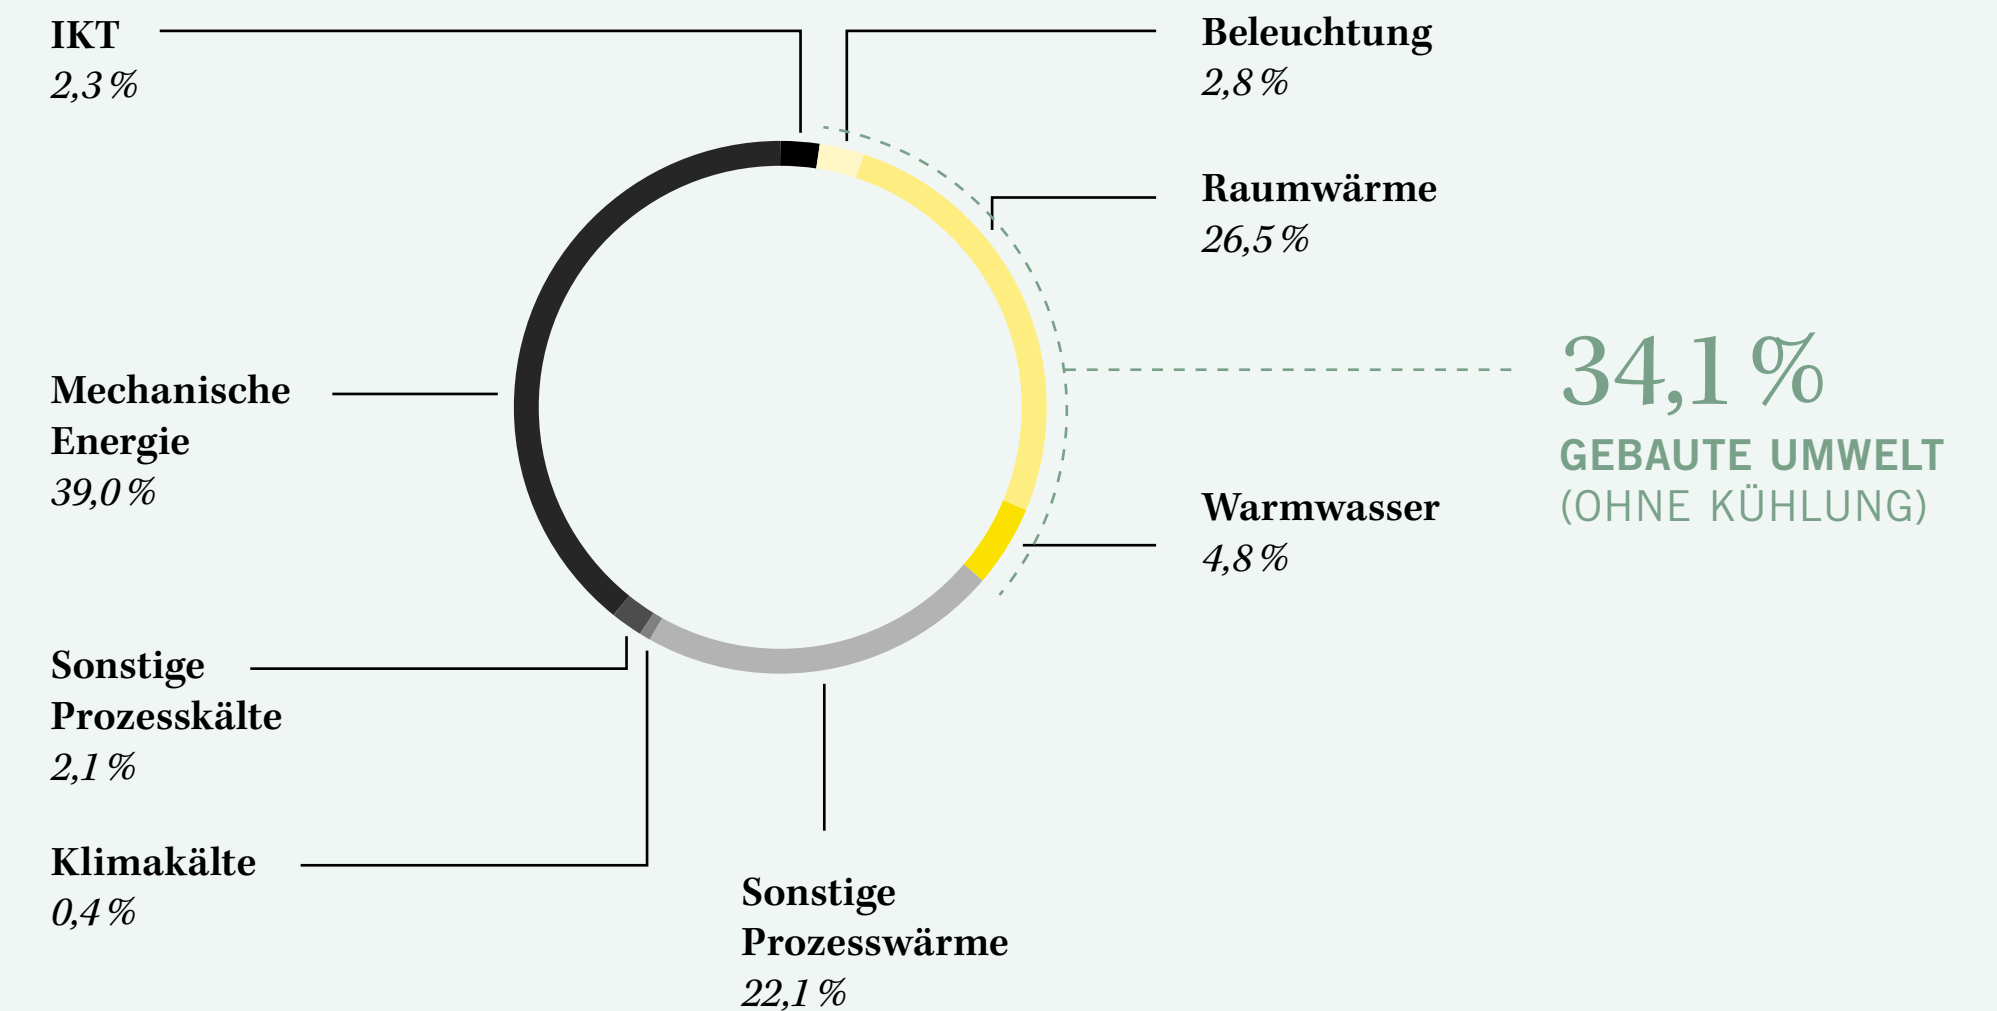 IKT
2,3 %
Beleuchtung
2,8 %
Raumwärme
26,5 %
34,1 %
GEBAUTE UMWELT
(OHNE KÜHLUNG)
Mechanische
Energie
39,0 %
Warmwasser
4,8 %
Sonstige
Prozesskälte
2,1 %
Klimakälte
0,4 %
Sonstige
Prozesswärme
22,1 %